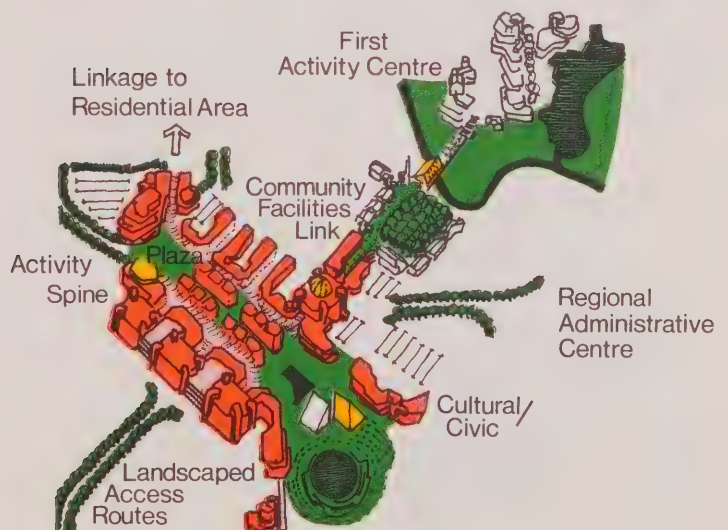 First
Activity Centre
Linkage to
Residential Area
Community
Facilities
Link
Plaza
Activity
Spine
Regional
Administrative
Centre
Cultural/
Civic
Landscaped
Access
Routes